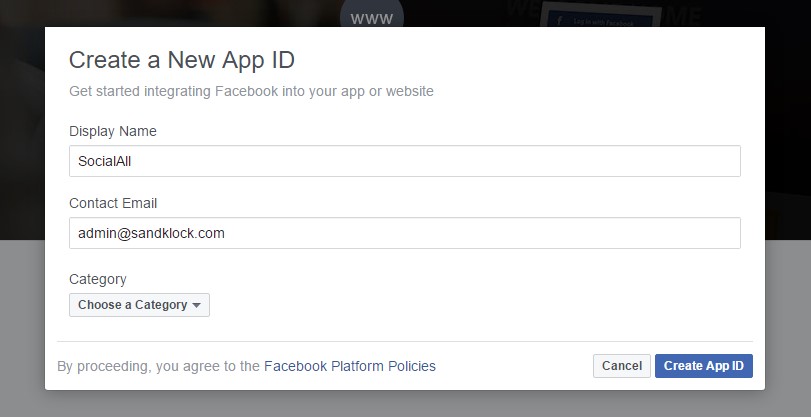 www
WE
ME
Log in with Facebook
Create a New App ID
Get started integrating Facebook into your app or website
Display Name
SocialAll
Contact Email
admin@sandklock.com
Category
Choose a Category
By proceeding, you agree to the Facebook Platform Policies
Cancel
Create App ID